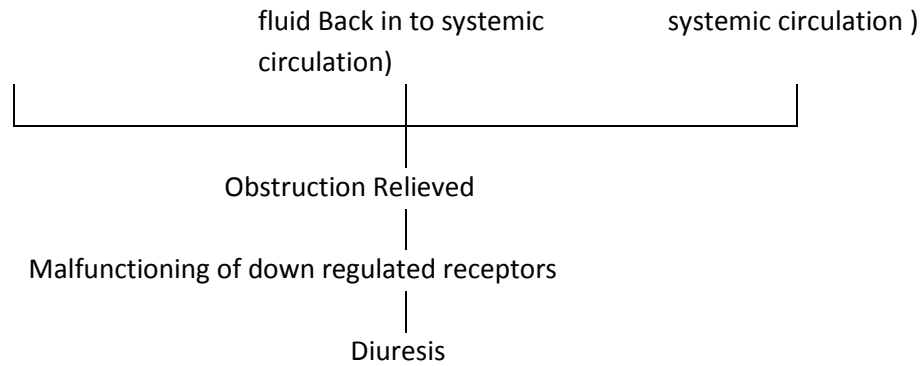 fluid Back in to systemic
circulation)
systemic circulation )
Obstruction Relieved
Malfunctioning of down regulated receptors
Diuresis